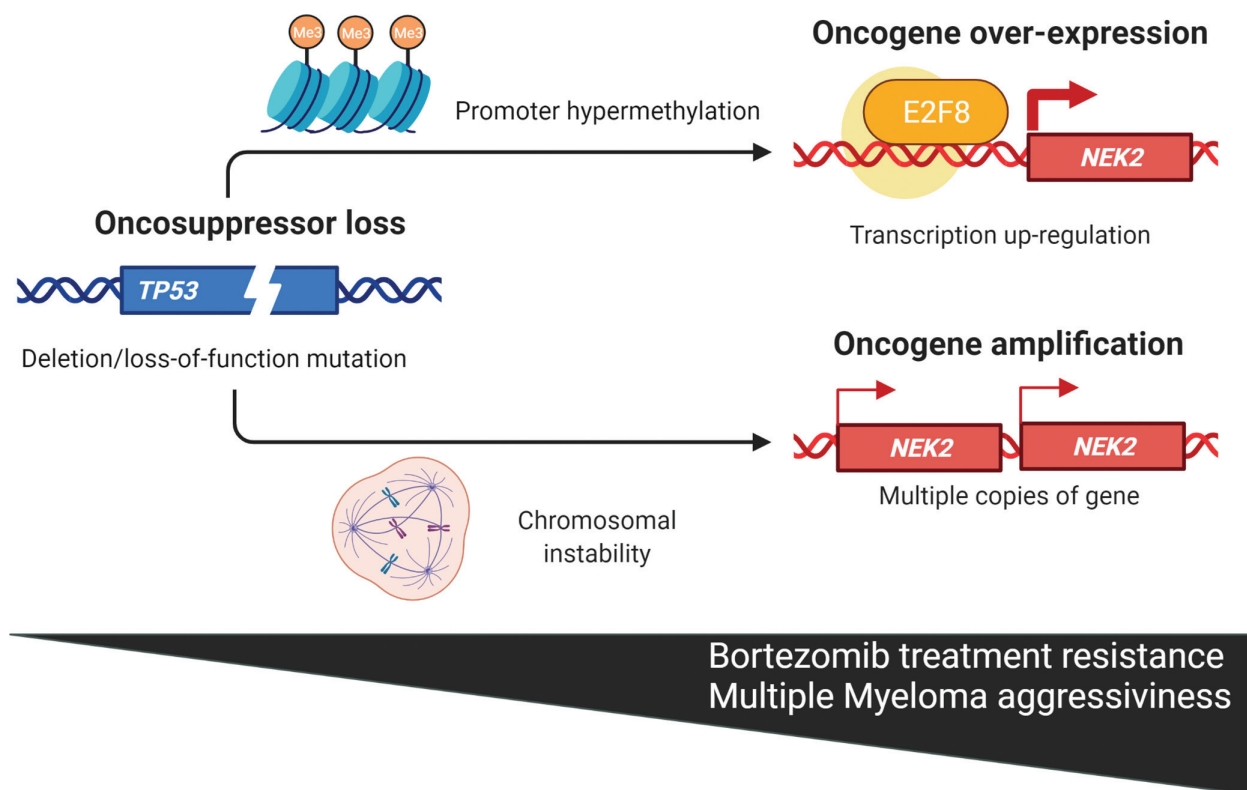 Me3 Me3 Me3
Promoter hypermethylation
Oncogene over-expression
E2F8
NEK2
Transcription up-regulation
Oncosuppressor loss
TP53
Deletion/loss-of-function mutation
Oncogene amplification
NEK2 NEK2
Multiple copies of gene
Chromosomal
instability
Bortezomib treatment resistance
Multiple Myeloma aggressiviness